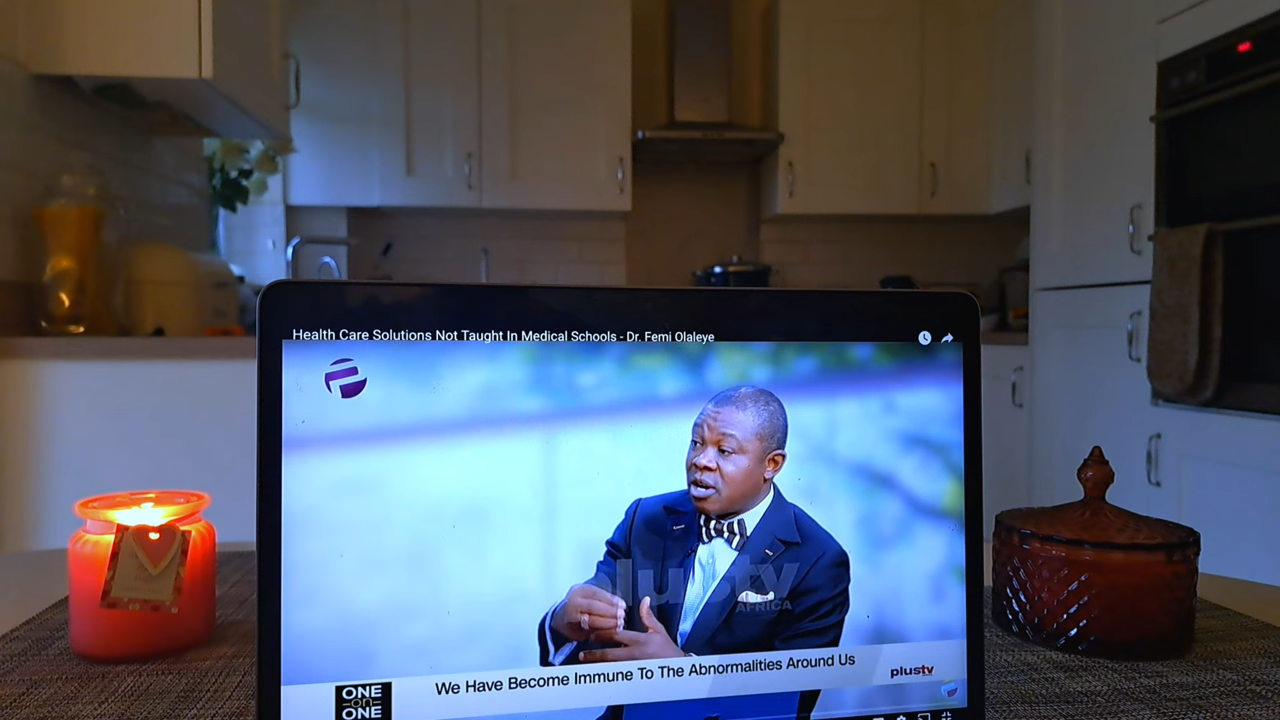 Health Care Solutions Not Taught In Medical Schools - Dr. Femi Olaleye
plustv
AFRICA
We Have Become Immune To The Abnormalities Around Us
plustv
ONE
-on-
ONE